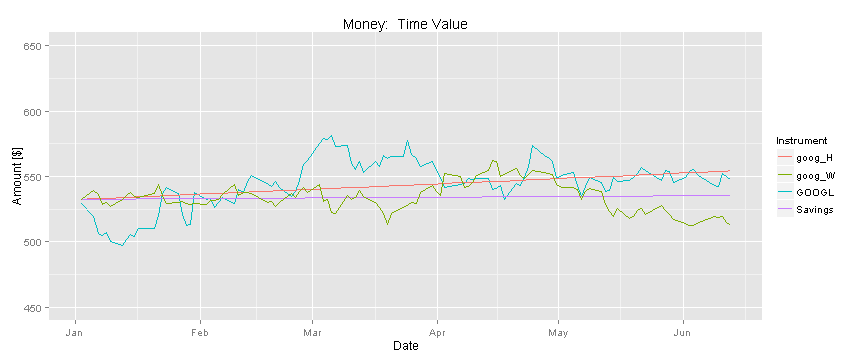 Money:  Time Value
650
600
550
500
450
Amount [$]
Jan
Feb
Mar
Apr
May
Jun
Date
Instrument
goog_H
goog_W
GOOGL
Savings